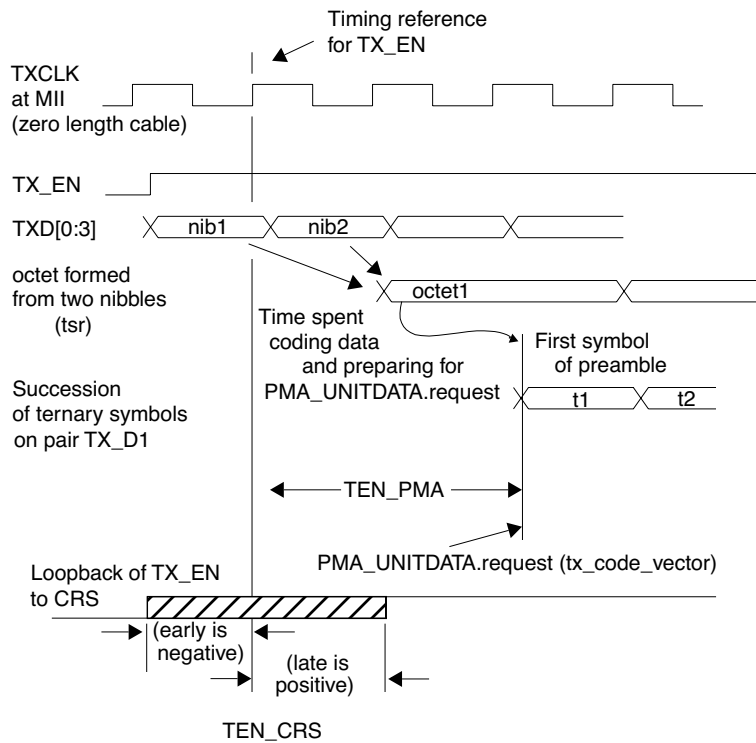 Timing reference
for TX_EN
TXCLK
at MII
(zero length cable)
TX_EN
TXD[0:3]
nib1
nib2
octet formed
from two nibbles
(tsr)
octet1
Time spent
coding data
and preparing for
PMA_UNITDATA.request
First symbol
of preamble
Succession
of ternary symbols
on pair TX_D1
t1
t2
TEN_PMA
PMA_UNITDATA.request (tx_code_vector)
Loopback of TX_EN
to CRS
(early is
negative)
(late is
positive)
TEN_CRS